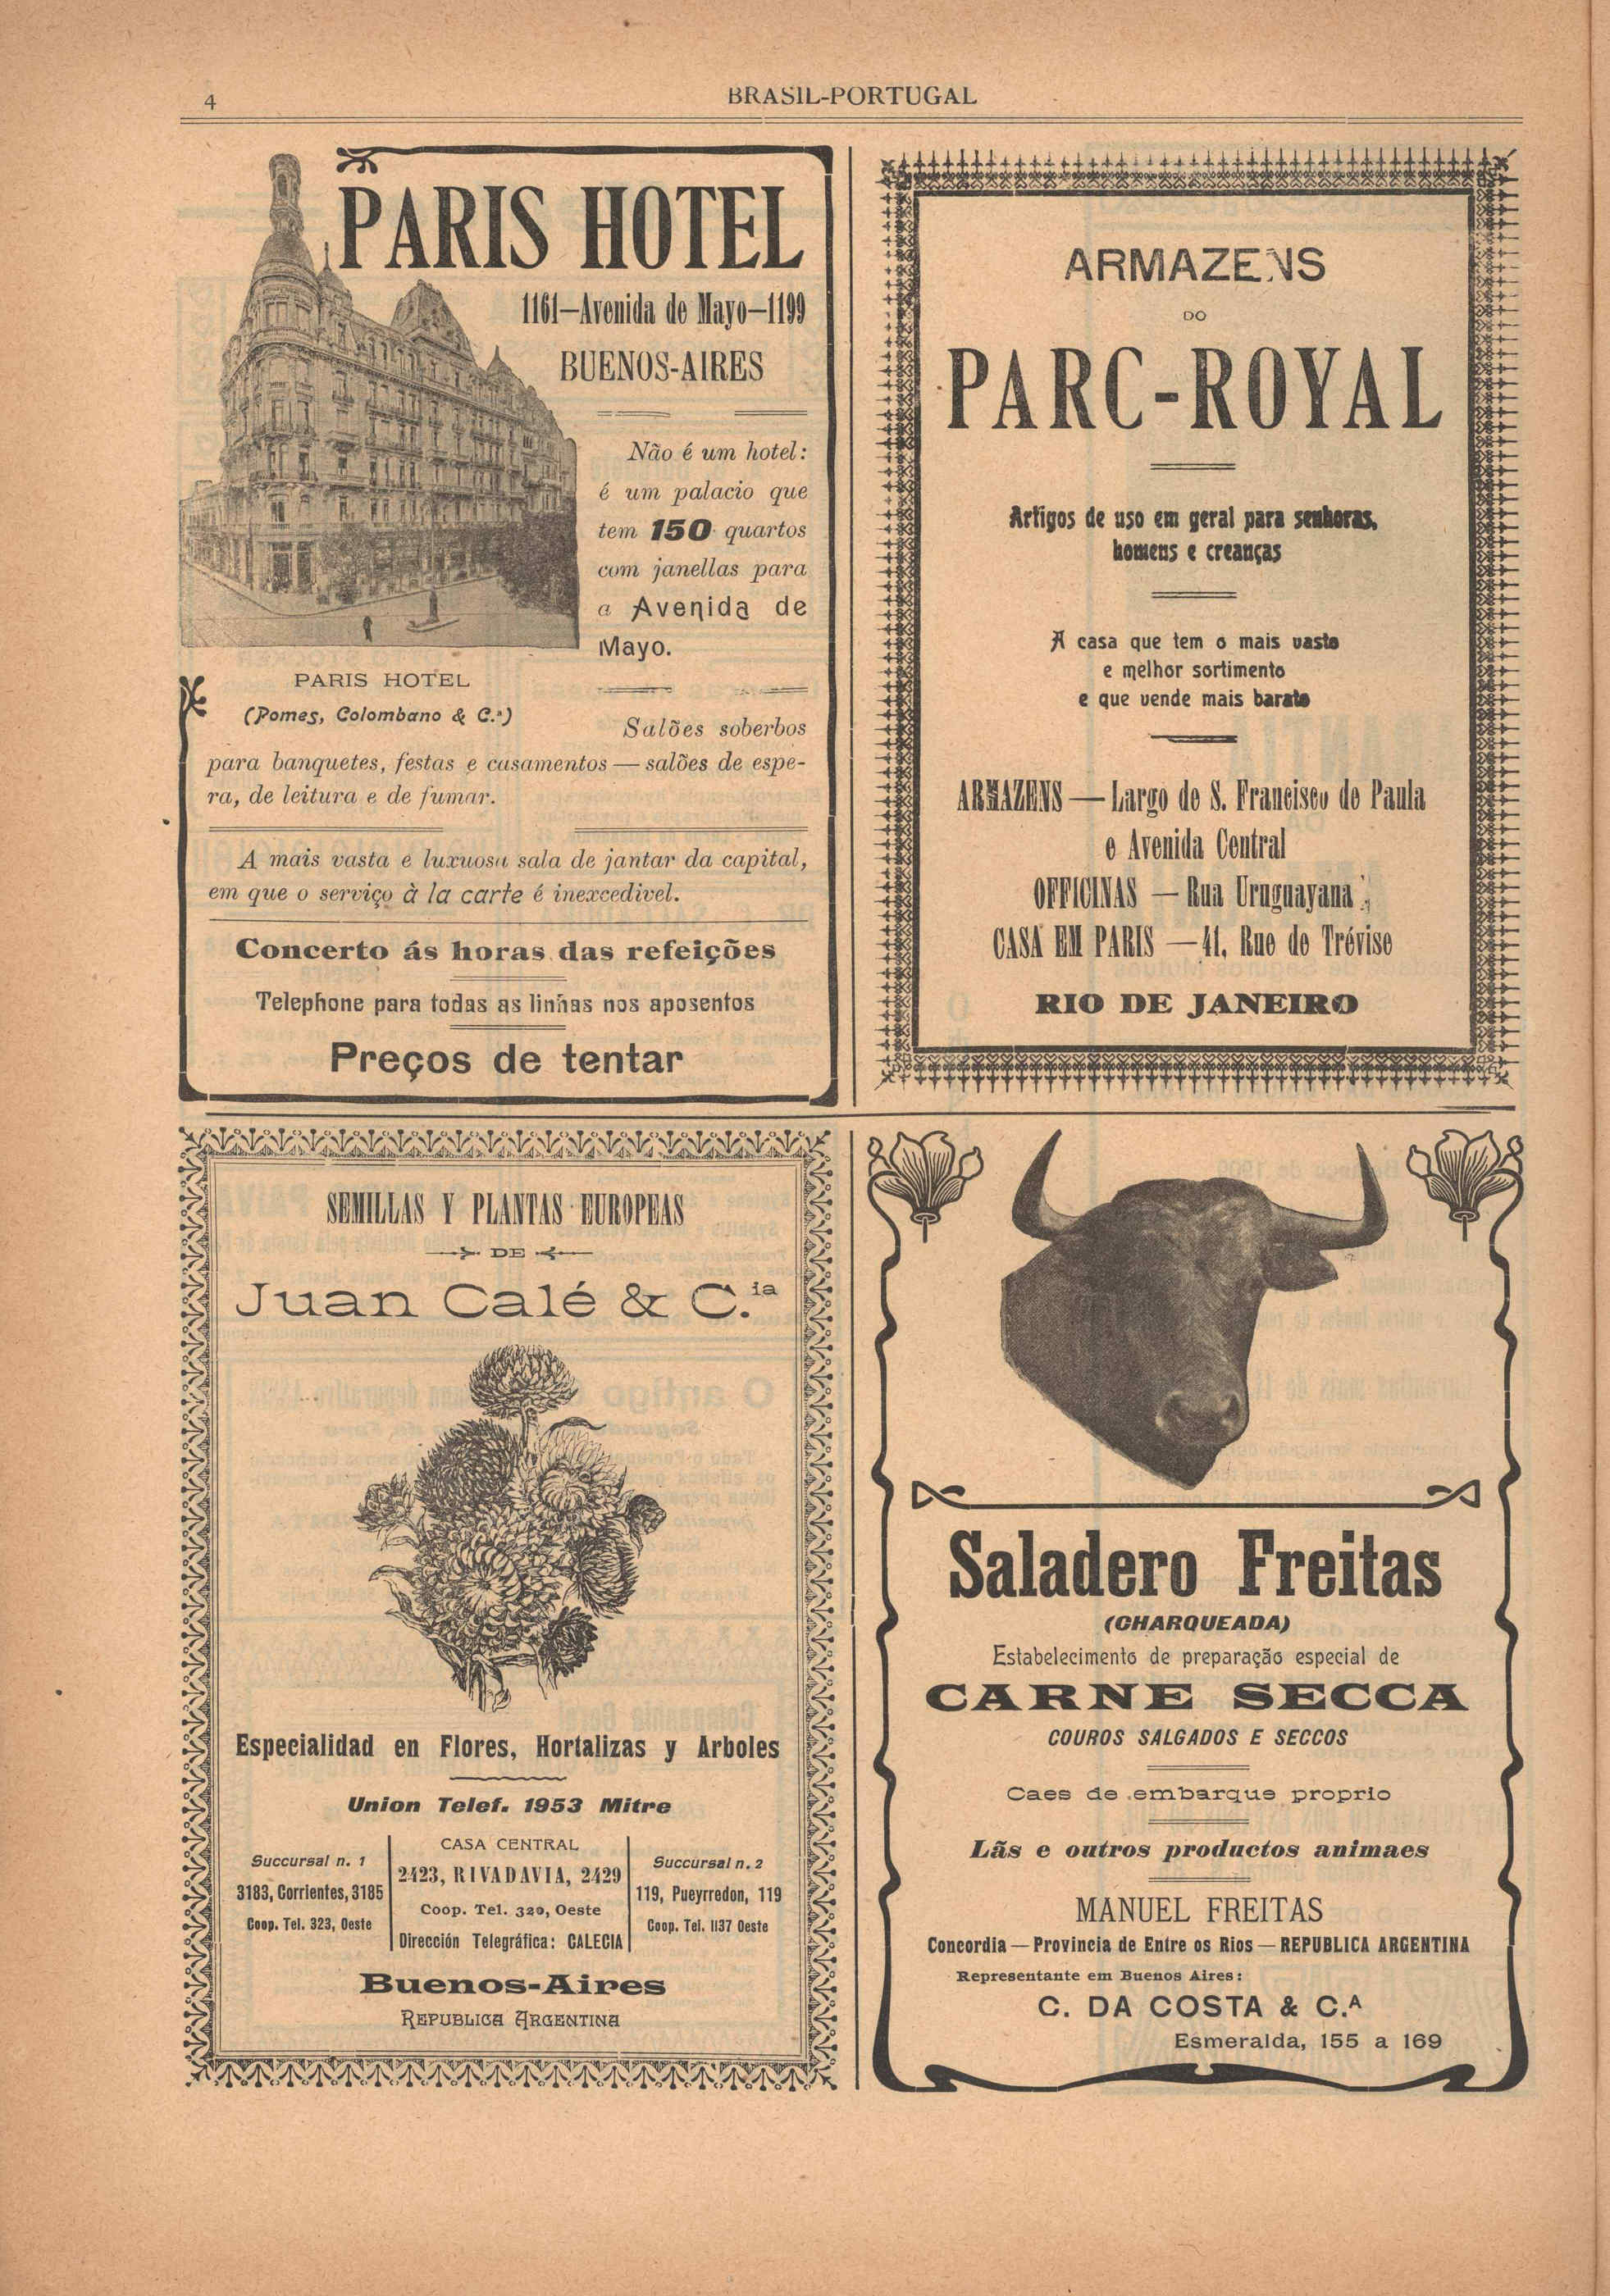 4
BRASIL-PORTUGAL
PARIS HOTEL
1161—Avenida de Mayo—1199
BUENOS-AIRES
Não é um hotel:
é um palacio que
tem 150 quartos
com janellas para
a Avenida de
Mayo.
PARIS HOTEL
(Pomes, Colombano & C.ª)
Salões soberbos
para banquetes, festas e casamentos — salões de espe-
ra, de leitura e de fumar.
A mais vasta e luxuosa sala de jantar da capital,
em que o serviço à la carte é inexcedivel.
Concerto ás horas das refeições
Telephone para todas as linhas nos aposentos
Preços de tentar
ARMAZENS
DO
PARC-ROYAL
Artigos de uso em geral para senhoras,
homens e creanças
A casa que tem o mais vasto
e melhor sortimento
e que vende mais barato
ARMAZENS — Largo de S. Francisco de Paula
e Avenida Central
OFFICINAS — Rua Uruguayana
CASA EM PARIS — 41, Rue de Trévise
RIO DE JANEIRO
SEMILLAS Y PLANTAS EUROPEAS
DE
Juan Calé & C.ia
Especialidad en Flores, Hortalizas y Arboles
Union Telef. 1953 Mitre
Succursal n. 1
3183, Corrientes, 3185
Coop. Tel. 323, Oeste
CASA CENTRAL
2423, RIVADAVIA, 2429
Coop. Tel. 320, Oeste
Dirección Telegráfica: CALECIA
Succursal n. 2
119, Pueyrredon, 119
Coop. Tel. 1137 Oeste
Buenos-Aires
REPUBLICA ARGENTINA
Saladero Freitas
(CHARQUEADA)
Estabelecimento de preparação especial de
CARNE SECCA
COUROS SALGADOS E SECCOS
Caes de embarque proprio
Lãs e outros productos animaes
MANUEL FREITAS
Concordia — Provincia de Entre os Rios — REPUBLICA ARGENTINA
Representante em Buenos Aires:
C. DA COSTA & C.A
Esmeralda, 155 a 169